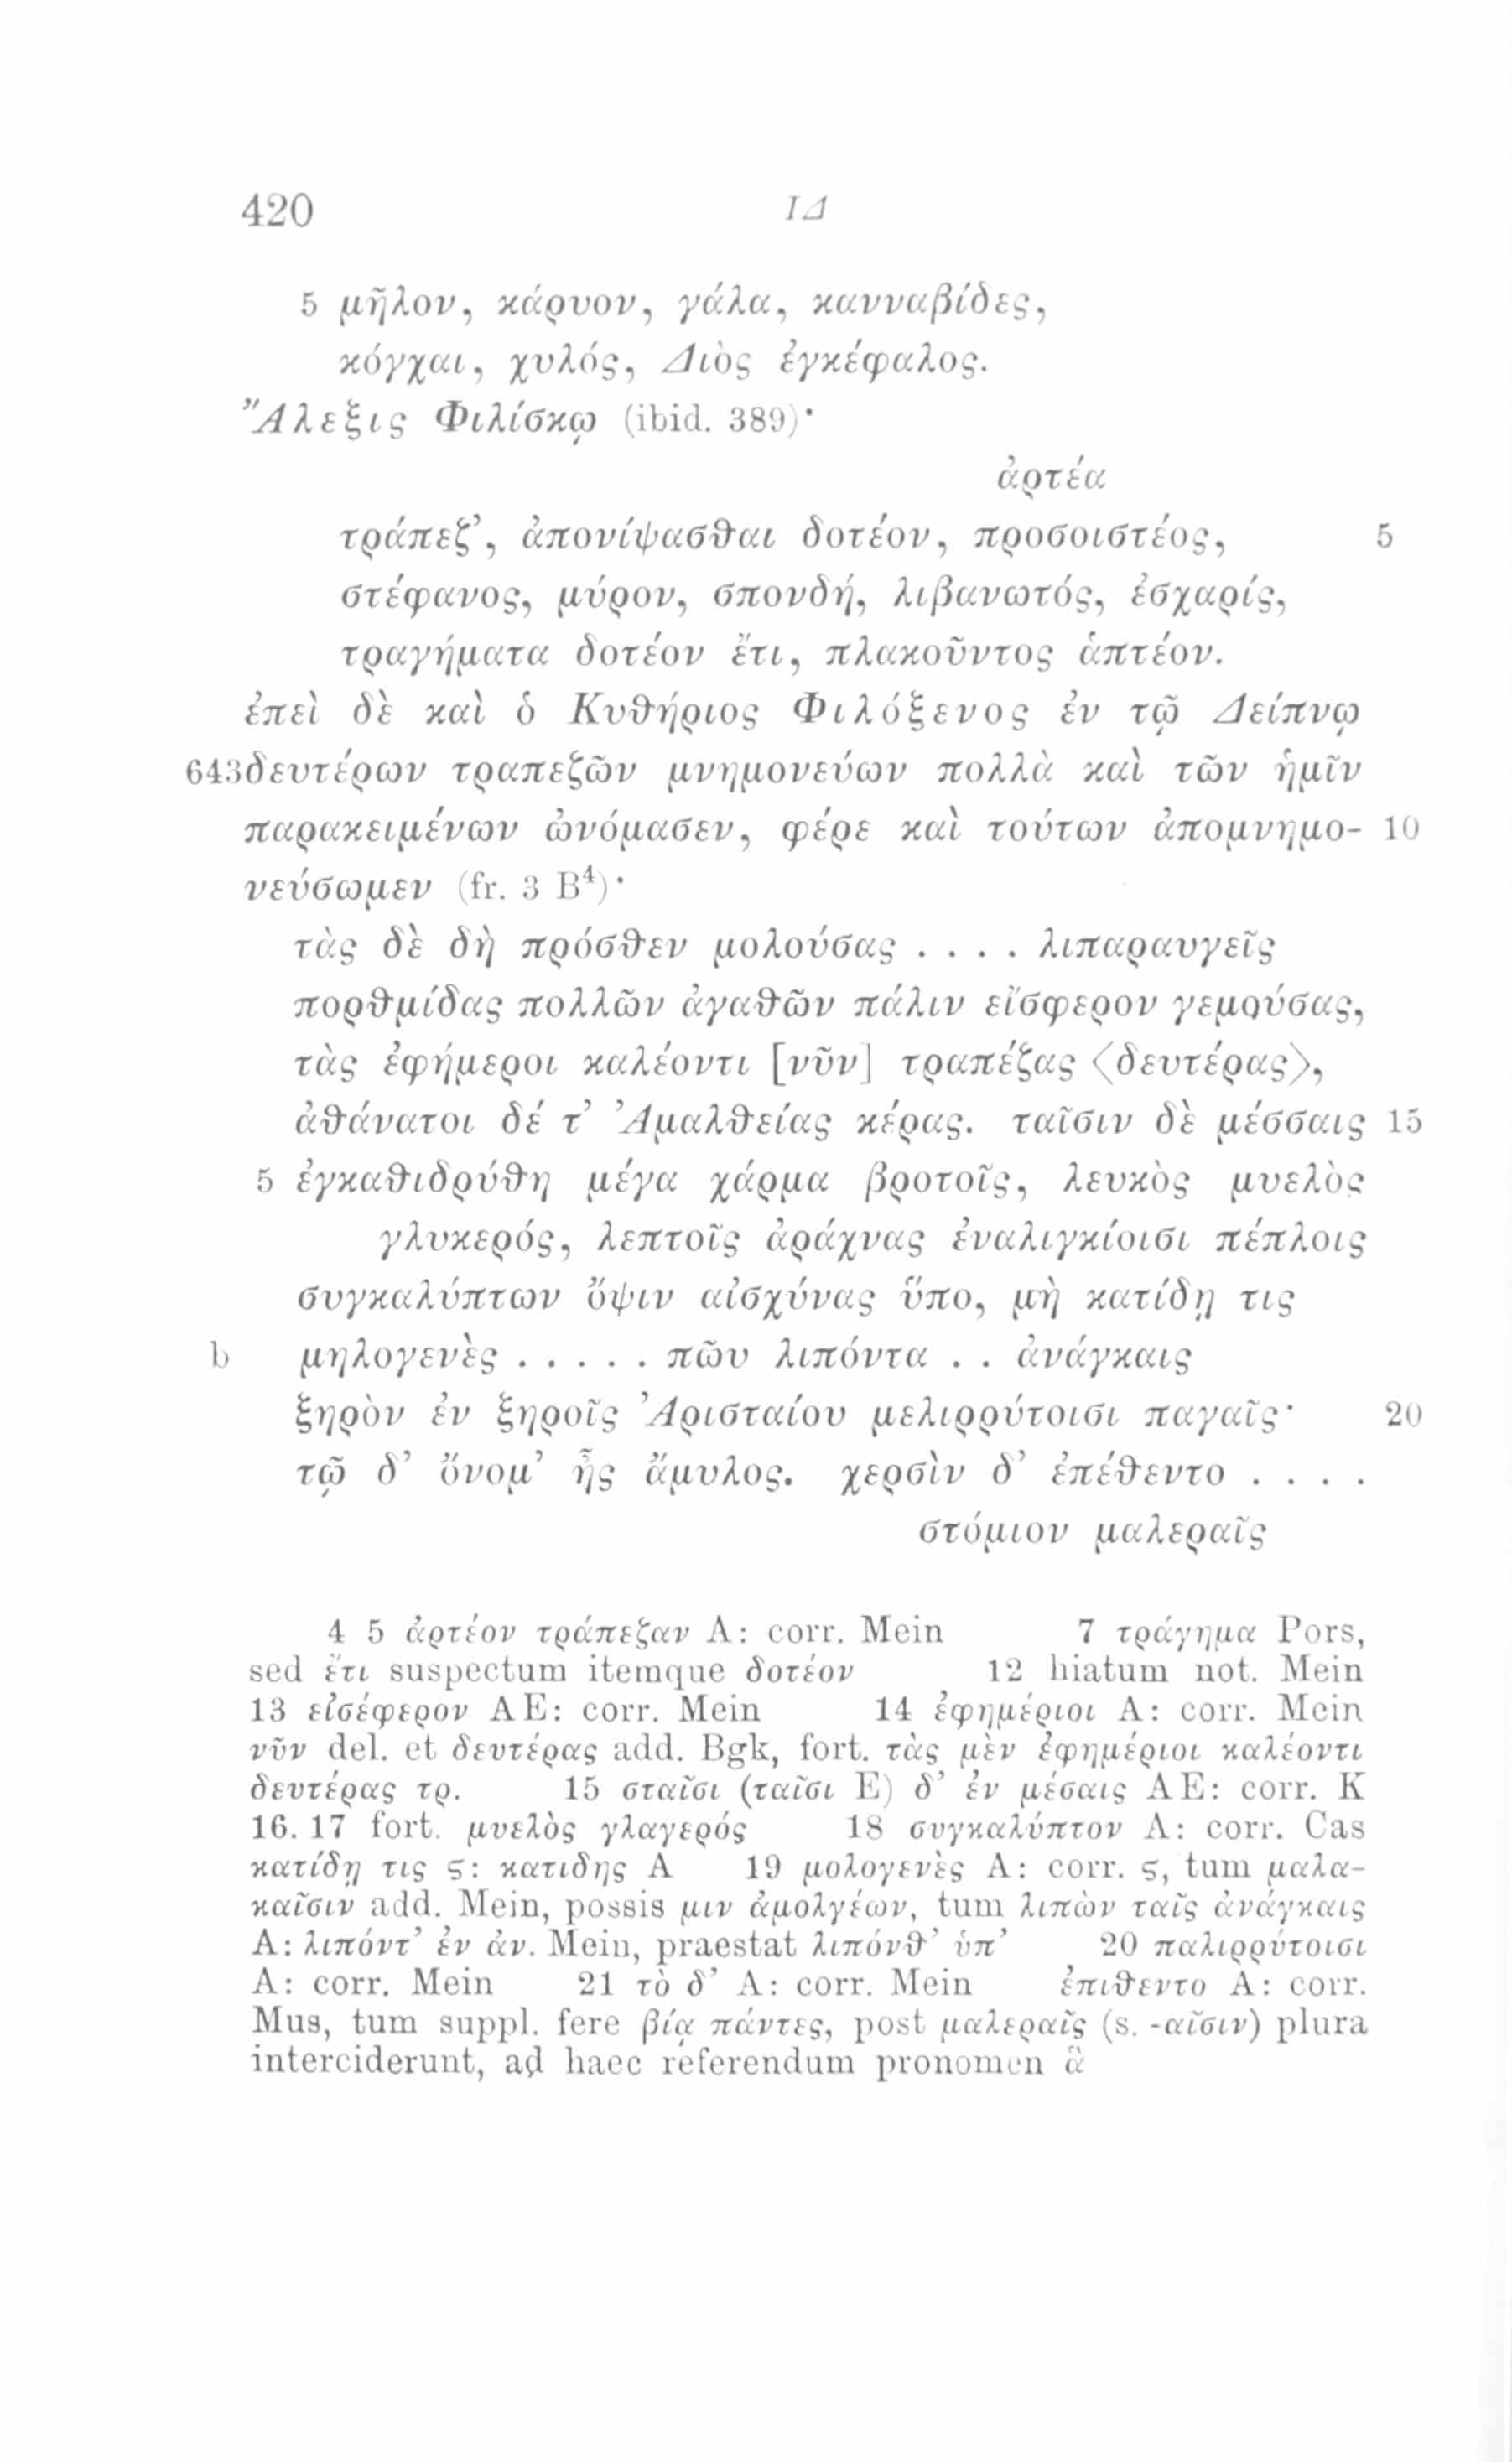 420 ΙΔ
5 μῆλον, κάρυον, γάλα, κανναβίδες,
κόγχαι, χυλός, Διὸς ἐγκέφαλος.
Ἄλεξις Φιλίσκῳ (ibid. 389)·
ἀρτέα
τράπεζ’, ἀπονίψασθαι δοτέον, προσοιστέος, 5
στέφανος, μύρον, σπονδή, λιβανωτός, ἐσχαρίς,
τραγήματα δοτέον ἔτι, πλακοῦντος ἁπτέον.
ἐπεὶ δὲ καὶ ὁ Κυθήριος Φιλόξενος ἐν τῷ Δείπνῳ
643 δευτέρων τραπεζῶν μνημονεύων πολλὰ καὶ τῶν ἡμῖν
παρακειμένων ὠνόμασεν, φέρε καὶ τούτων ἀπομνημο- 10
νεύσωμεν (fr. 3 B⁴)·
τὰς δὲ δὴ πρόσθεν μολούσας . . . . λιπαραυγεῖς
πορθμίδας πολλῶν ἀγαθῶν πάλιν εἴσφερον γεμούσας,
τὰς ἐφήμεροι καλέοντι [νῦν] τραπέζας 〈δευτέρας〉,
ἀθάνατοι δέ τ’ Ἀμαλθείας κέρας. ταῖσιν δὲ μέσσαις 15
5 ἐγκαθιδρύθη μέγα χάρμα βροτοῖς, λευκὸς μυελὸς
γλυκερός, λεπτοῖς ἀράχνας ἐναλιγκίοισι πέπλοις
συγκαλύπτων ὄψιν αἰσχύνας ὕπο, μὴ κατίδῃ τις
b μηλογενὲς . . . . . πῶυ λιπόντα . . ἀνάγκαις
ξηρὸν ἐν ξηροῖς Ἀρισταίου μελιρρύτοισι παγαῖς· 20
τῷ δ’ ὄνομ’ ἦς ἄμυλος. χερσὶν δ’ ἐπέθεντο . . . .
στόμιον μαλεραῖς
4 5 ἀρτέον τράπεζαν A: corr. Mein 7 τράγημα Pors,
sed ἔτι suspectum itemque δοτέον 12 hiatum not. Mein
13 εἰσέφερον AE: corr. Mein 14 ἐφημέριοι A: corr. Mein
νῦν del. et δευτέρας add. Bgk, fort. τὰς μὲν ἐφημέριοι καλέοντι
δευτέρας τρ. 15 σταῖσι (ταῖσι E) δ’ ἐν μέσαις AE: corr. K
16. 17 fort. μυελὸς γλαγερός 18 συγκαλύπτον A: corr. Cas
κατίδῃ τις ς: κατιδης A 19 μολογενὲς A: corr. ς, tum μαλα-
καῖσιν add. Mein, possis μιν ἀμολγέων, tum λιπὼν ταῖς ἀνάγκαις
A: λιπόντ’ ἐν ἀν. Mein, praestat λιπόνθ’ ὑπ’ 20 παλιρρύτοισι
A: corr. Mein 21 τὸ δ’ A: corr. Mein ἐπιθεντο A: corr.
Mus, tum suppl. fere βίᾳ πάντες, post μαλεραῖς (s. -αῖσιν) plura
interciderunt, ad haec referendum pronomen ἃ